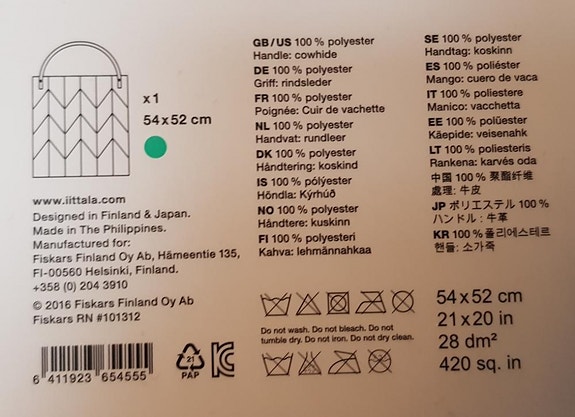 x 1
54 x 52 cm
www.iittala.com
Designed in Finland & Japan.
Made in The Philippines.
Manufactured for:
Fiskars Finland Oy Ab, Hämeentie 135,
FI-00560 Helsinki, Finland.
+358 (0) 204 3910
© 2016 Fiskars Finland Oy Ab
Fiskars RN #101312
6 411923 654555
21
PAP
GB / US 100 % polyester
Handle: cowhide
DE 100 % polyester
Griff: rindsleder
FR 100 % polyester
Poignée: Cuir de vachette
NL 100 % polyester
Handvat: rundleer
DK 100 % polyester
Håndtering: koskind
IS 100 % pólýester
Höndla: Kýrhúð
NO 100 % polyester
Håndtere: kuskinn
FI 100 % polyesteri
Kahva: lehmännahkaa
SE 100 % polyester
Handtag: koskinn
ES 100 % poliéster
Mango: cuero de vaca
IT 100 % poliestere
Manico: vacchetta
EE 100 % polüester
Käepide: veisenahk
LT 100 % poliesteris
Rankena: karvés oda
中国 100 % 聚酯纤维
處理: 牛皮
JP ポリエステル 100 %
ハンドル : 牛革
KR 100 % 폴리에스테르
핸들: 소가죽
Do not wash. Do not bleach. Do not
tumble dry. Do not iron. Do not dry clean.
54 x 52 cm
21 x 20 in
28 dm²
420 sq. in